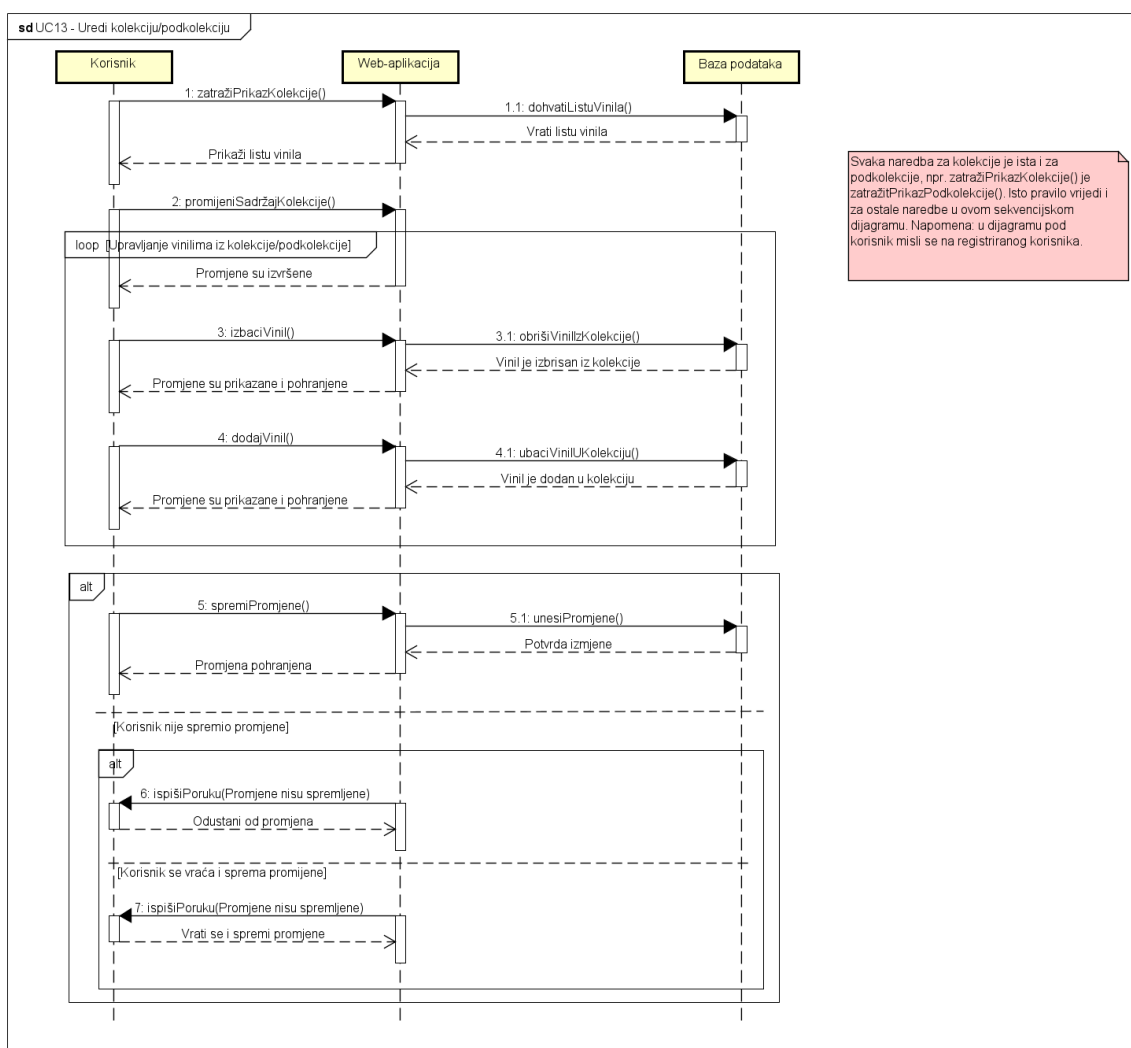 sd UC13 - Uredi kolekciju/podkolekciju
Korisnik
Web-aplikacija
Baza podataka
1: zatražiPrikazKolekcije()
1.1: dohvatiListuVinila()
Vrati listu vinila
Prikaži listu vinila
Svaka naredba za kolekcije je ista i za
podkolekcije, npr. zatražiPrikazKolekcije() je
zatražitPrikazPodkolekcije(). Isto pravilo vrijedi i
za ostale naredbe u ovom sekvencijskom
dijagramu. Napomena: u dijagramu pod
korisnik misli se na registriranog korisnika.
2: promijeniSadržajKolekcije()
loop [Upravljanje vinilima iz kolekcije/podkolekcije]
Promjene su izvršene
3: izbaciVinil()
3.1: obrišiVinilIzKolekcije()
Vinil je izbrisan iz kolekcije
Promjene su prikazane i pohranjene
4: dodajVinil()
4.1: ubaciVinilUKolekciju()
Vinil je dodan u kolekciju
Promjene su prikazane i pohranjene
alt
5: spremiPromjene()
5.1: unesiPromjene()
Potvrda izmjene
Promjena pohranjena
[Korisnik nije spremio promjene]
alt
6: ispišiPoruku(Promjene nisu spremljene)
Odustani od promjena
[Korisnik se vraća i sprema promijene]
7: ispišiPoruku(Promjene nisu spremljene)
Vrati se i spremi promjene